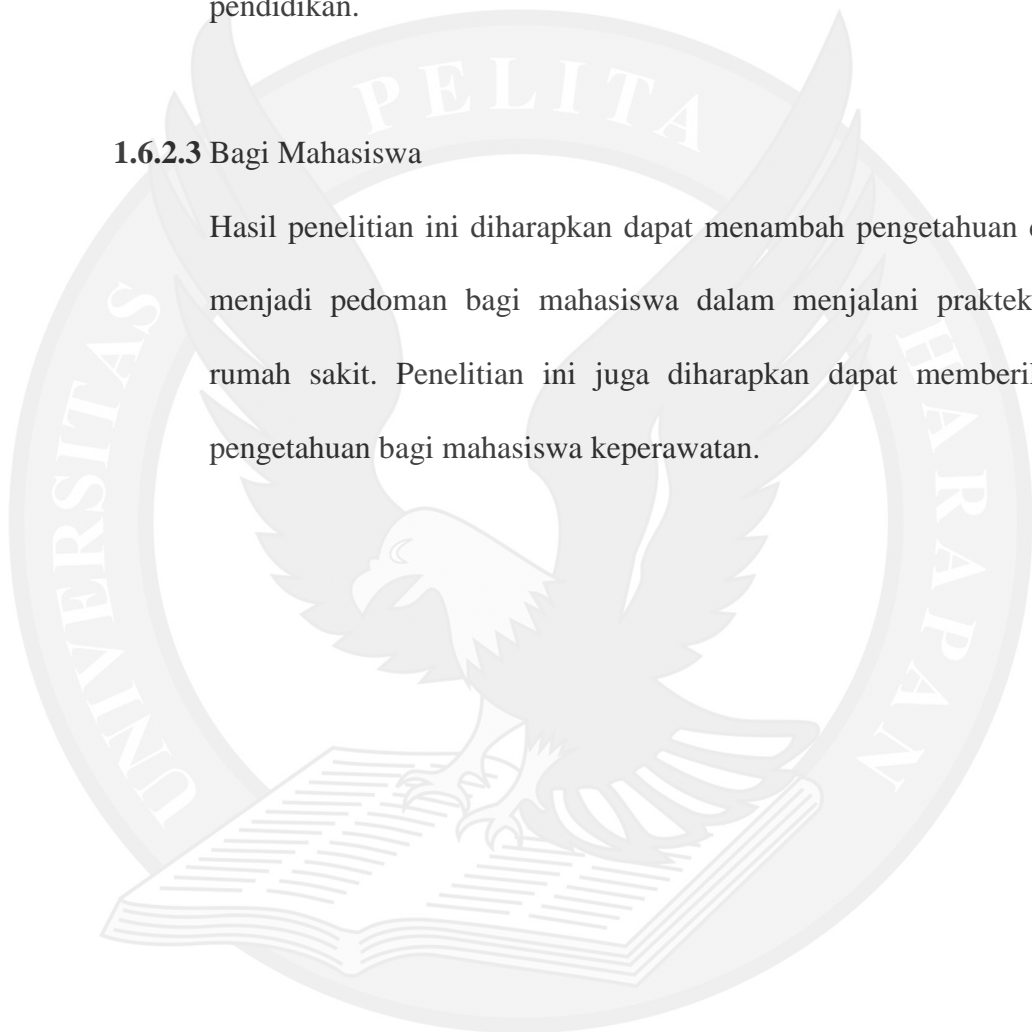 pendidikan.
PELITA
1.6.2.3 Bagi Mahasiswa
Hasil penelitian ini diharapkan dapat menambah pengetahuan
menjadi pedoman bagi mahasiswa dalam menjalani praktek
rumah sakit. Penelitian ini juga diharapkan dapat
pengetahuan bagi mahasiswa keperawatan.
UNIVERSITAS
HARAPAN